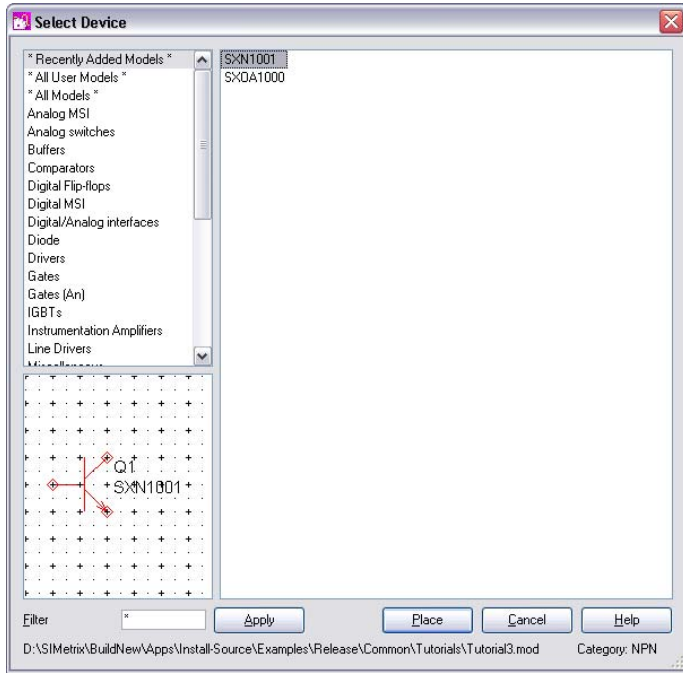 Select Device
* Recently Added Models *
* All User Models *
* All Models *
Analog MSI
Analog switches
Buffers
Comparators
Digital Flip-flops
Digital MSI
Digital/Analog interfaces
Diode
Drivers
Gates
Gates (An)
IGBTs
Instrumentation Amplifiers
Line Drivers
Miscellaneous
SXN1001
SXOA1000
Q1
SXN1001
Filter
*
Apply
Place
Cancel
Help
D:\SIMetrix\BuildNew\Apps\Install-Source\Examples\Release\Common\Tutorials\Tutorial3.mod
Category: NPN